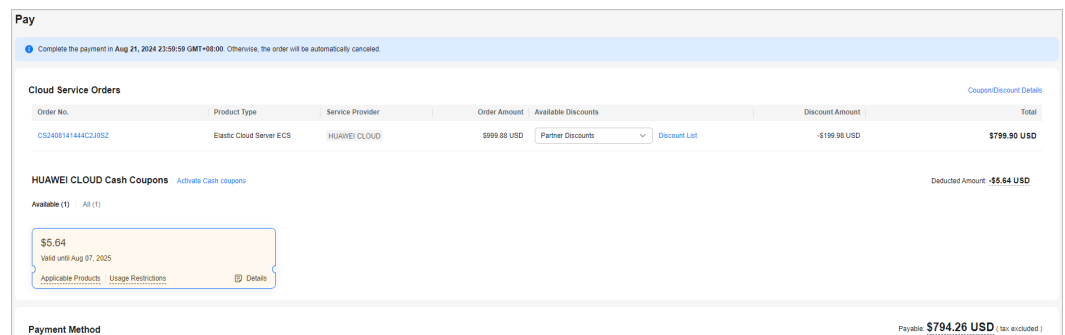 Pay
Complete the payment in Aug 21, 2024 23:59:59 GMT+08:00. Otherwise, the order will be automatically canceled.
Cloud Service Orders Coupon/Discount Details
Order No. Product Type Service Provider Order Amount Available Discounts Discount Amount Total
CS2408141444C2J0SZ Elastic Cloud Server ECS HUAWEI CLOUD $999.88 USD Partner Discounts Discount List -$199.98 USD $799.90 USD
HUAWEI CLOUD Cash Coupons Activate Cash coupons Deducted Amount: -$5.64 USD
Available (1) All (1)
$5.64
Valid until Aug 07, 2025
Applicable Products Usage Restrictions Details
Payment Method Payable: $794.26 USD ( tax excluded )